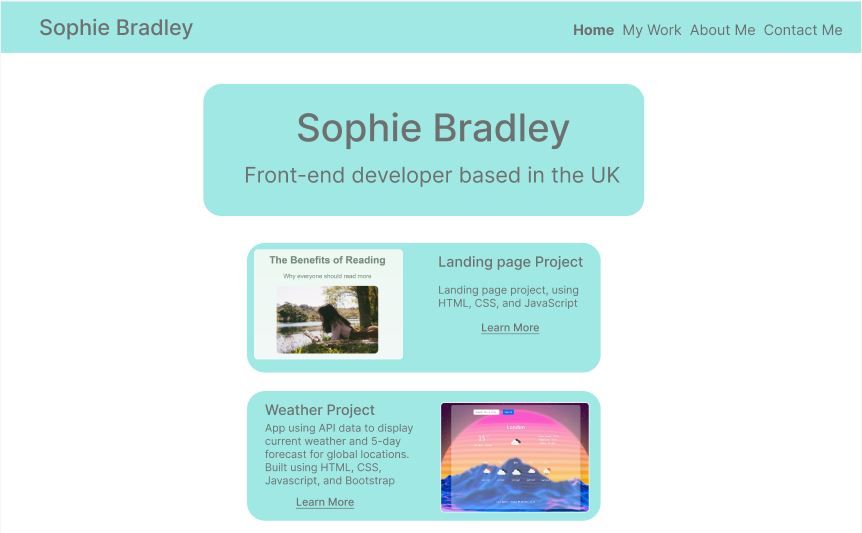 Sophie Bradley
Home My Work About Me Contact Me
Sophie Bradley
Front-end developer based in the UK
The Benefits of Reading
Why everyone should read more
Landing page Project
Landing page project, using
HTML, CSS, and JavaScript
Learn More
Weather Project
App using API data to display
current weather and 5-day
forecast for global locations.
Built using HTML, CSS,
Javascript, and Bootstrap
Learn More
London